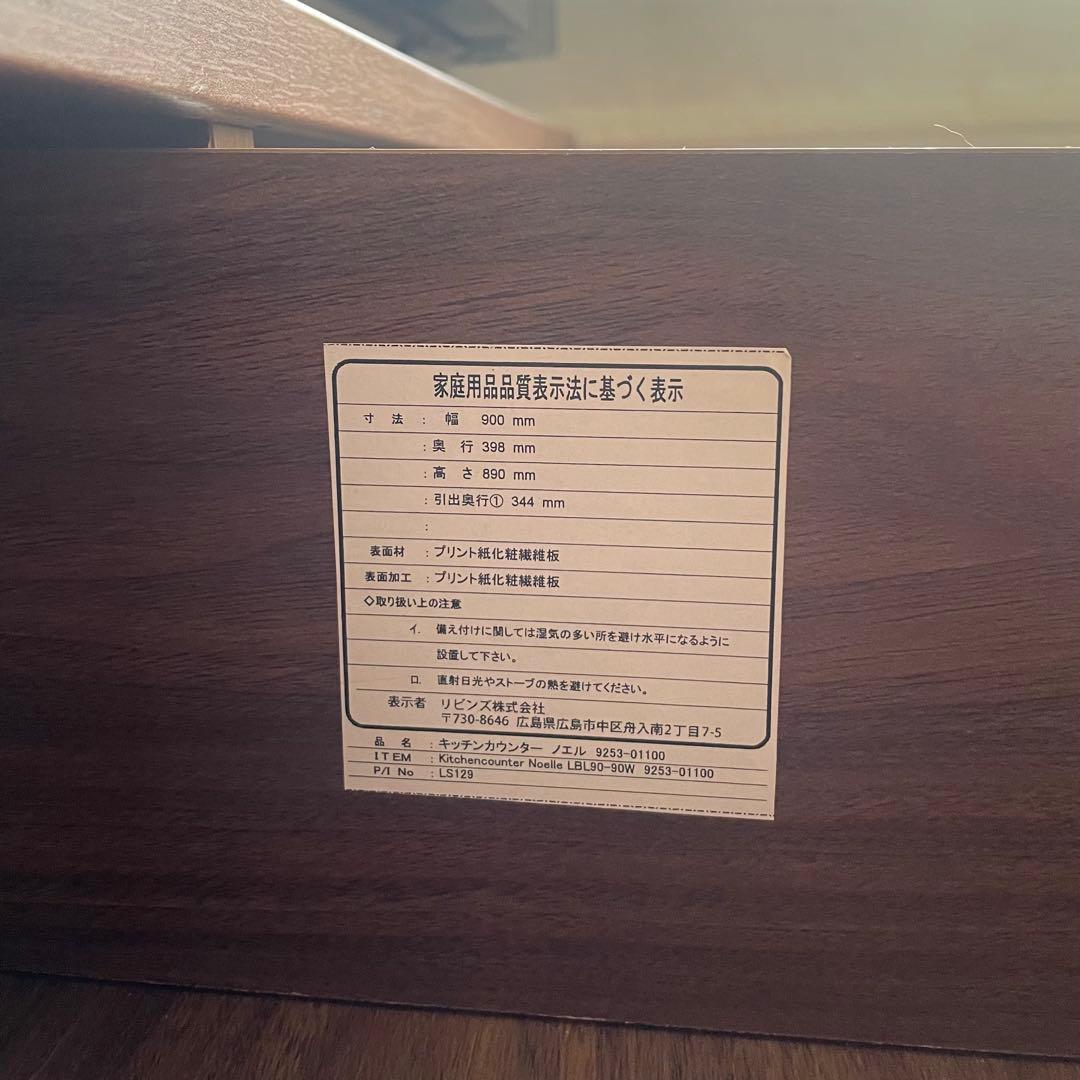 家庭用品品質表示法に基づく表示
寸 法 : 幅 900 mm
: 奥 行 398 mm
: 高 さ 890 mm
: 引出奥行① 344 mm
:
表面材 : プリント紙化粧繊維板
表面加工 : プリント紙化粧繊維板
◇取り扱い上の注意
イ. 備え付けに関しては湿気の多い所を避け水平になるように
設置して下さい。
ロ. 直射日光やストーブの熱を避けてください。
表示者 リビンズ株式会社
〒730-8646 広島県広島市中区舟入南2丁目7-5
品 名 : キッチンカウンター ノエル 9253-01100
ITEM : Kitchencounter Noelle LBL90-90W 9253-01100
P/I No : LS129